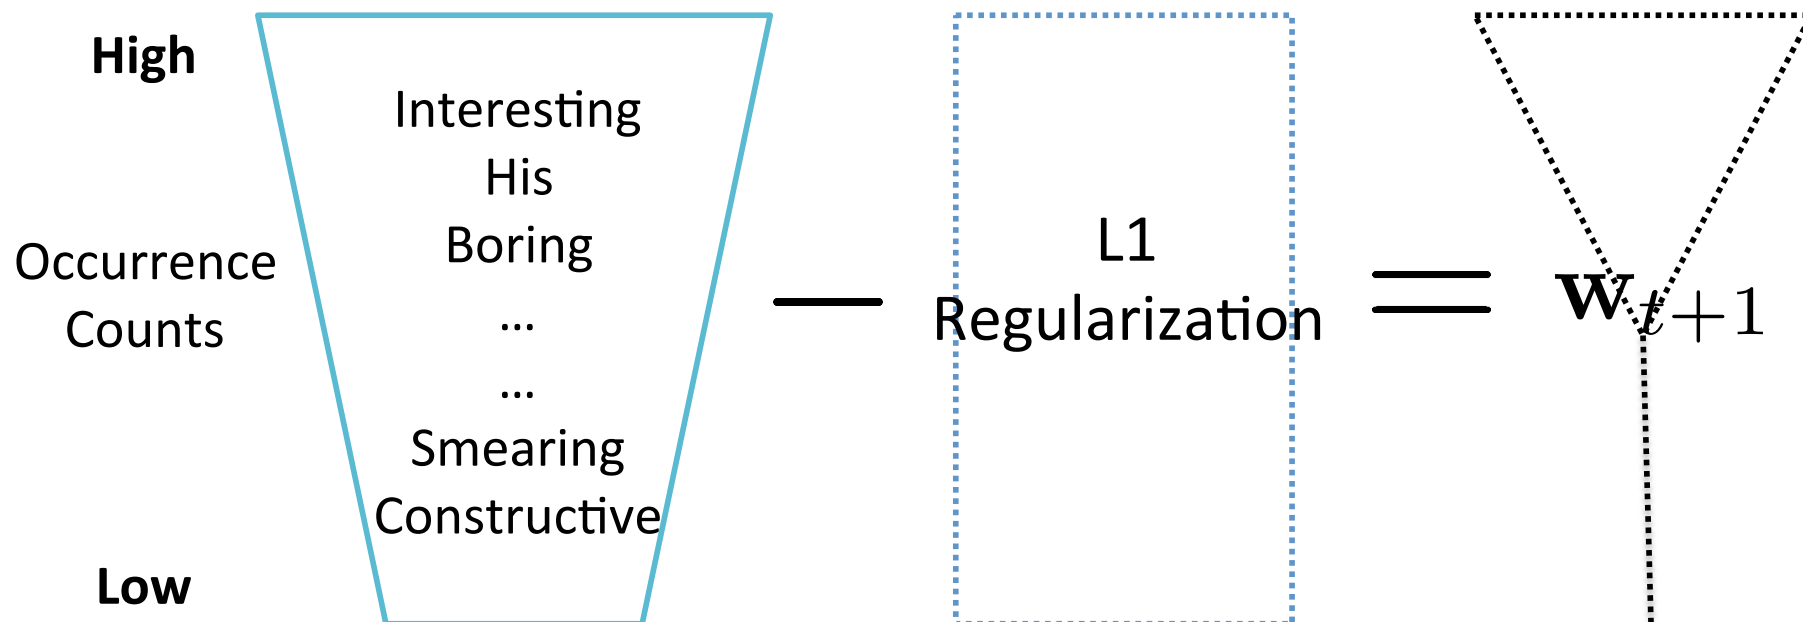 High
Occurrence
Counts
Low
Interesting
His
Boring
...
...
Smearing
Constructive
—
L1
Regularization
=
w_{t+1}